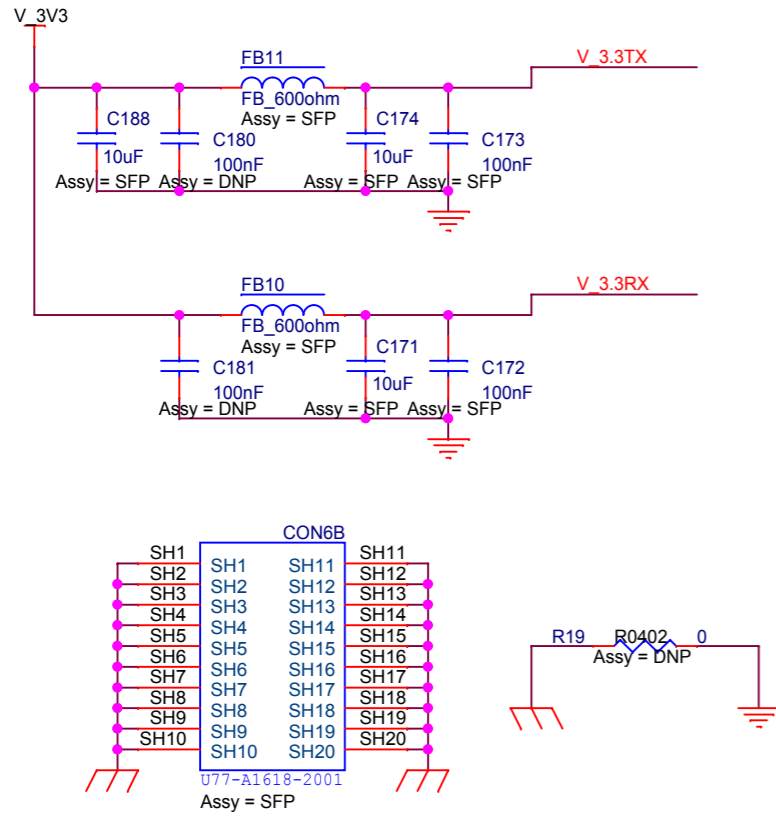 V_3V3
FB11
V_3.3TX
FB_600ohm
Assy = SFP
C188
C180
C174
C173
10uF
100nF
10uF
100nF
Assy = SFP
Assy = DNP
Assy = SFP
Assy = SFP
FB10
V_3.3RX
FB_600ohm
Assy = SFP
C181
C171
C172
100nF
10uF
100nF
Assy = DNP
Assy = SFP
Assy = SFP
CON6B
SH1 SH1 SH11 SH11
SH2 SH2 SH12 SH12
SH3 SH3 SH13 SH13
SH4 SH4 SH14 SH14
SH5 SH5 SH15 SH15
SH6 SH6 SH16 SH16
SH7 SH7 SH17 SH17
SH8 SH8 SH18 SH18
SH9 SH9 SH19 SH19
SH10 SH10 SH20 SH20
U77-A1618-2001
Assy = SFP
R19 R0402 0
Assy = DNP